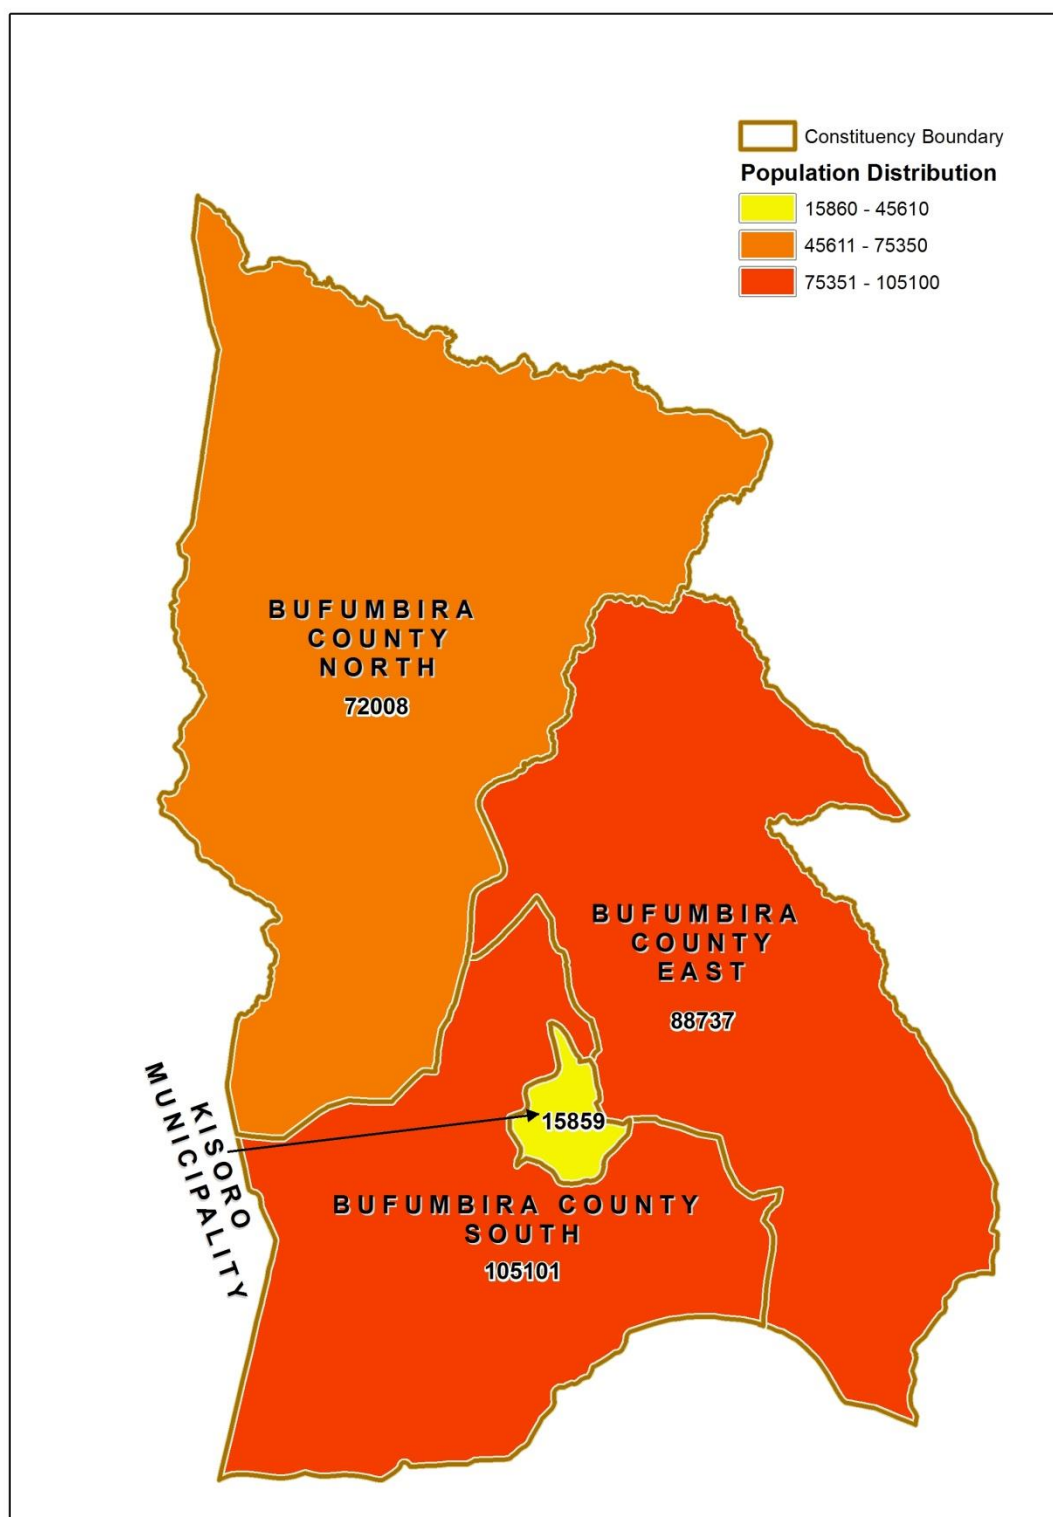 Constituency Boundary
Population Distribution
15860 - 45610
45611 - 75350
75351 - 105100
BUFUMBIRA
COUNTY
NORTH
72008
BUFUMBIRA
COUNTY
EAST
88737
KISORO
MUNICIPALITY
15859
BUFUMBIRA COUNTY
SOUTH
105101